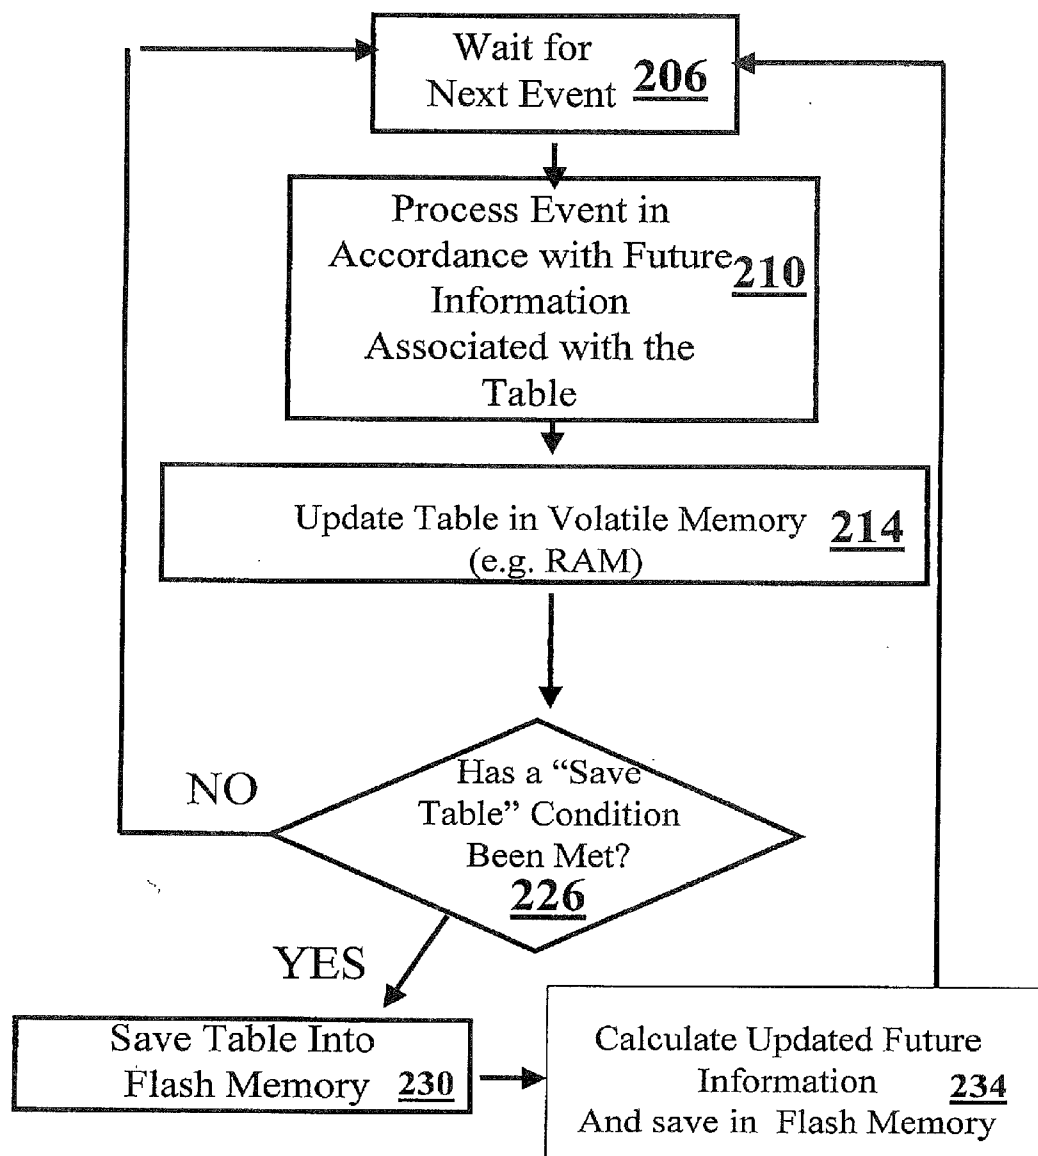 Wait for
Next Event 206
Process Event in
Accordance with Future 210
Information
Associated with the
Table
Update Table in Volatile Memory 214
(e.g. RAM)
Has a “Save
Table” Condition
Been Met?
226
NO
YES
Save Table Into
Flash Memory 230
Calculate Updated Future
Information 234
And save in Flash Memory